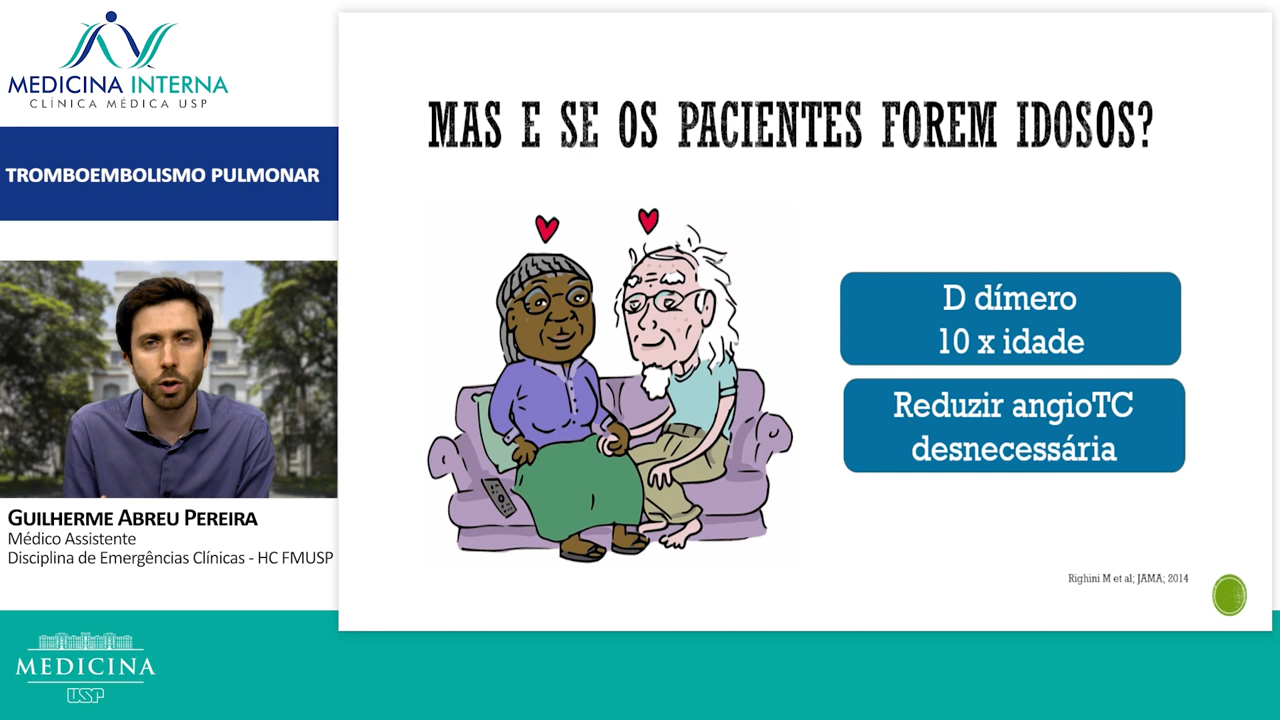 MEDICINA INTERNA
CLÍNICA MÉDICA USP
TROMBOEMBOLISMO PULMONAR
GUILHERME ABREU PEREIRA
Médico Assistente
Disciplina de Emergências Clínicas - HC FMUSP
MEDICINA
USP
MAS E SE OS PACIENTES FOREM IDOSOS?
D dímero
10 x idade
Reduzir angioTC
desnecessária
Righini M et al; JAMA; 2014